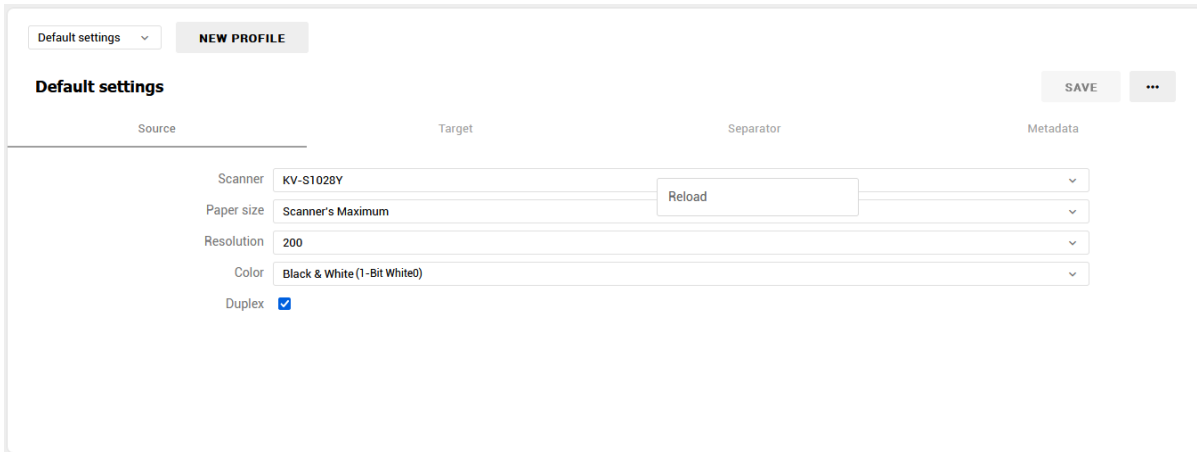 Default settings
NEW PROFILE
Default settings
SAVE
•••
Source Target Separator Metadata
Scanner KV-S1028Y
Reload
Paper size Scanner's Maximum
Resolution 200
Color Black & White (1-Bit White0)
Duplex